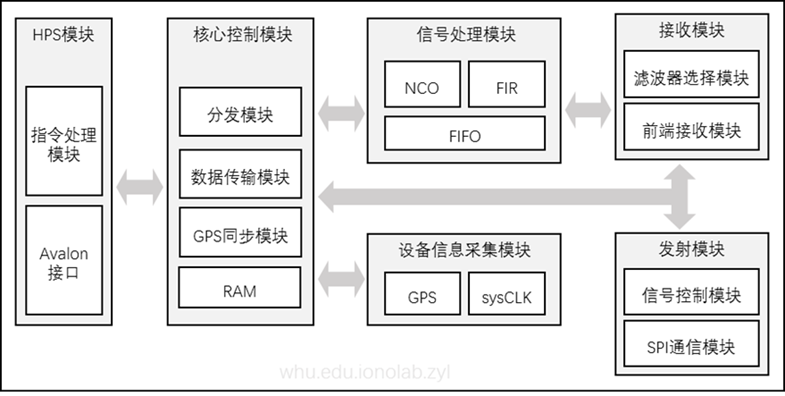 HPS模块
指令处理
模块
Avalon
接口
核心控制模块
分发模块
数据传输模块
GPS同步模块
RAM
信号处理模块
NCO
FIR
FIFO
设备信息采集模块
GPS
sysCLK
接收模块
滤波器选择模块
前端接收模块
发射模块
信号控制模块
SPI通信模块
whu.edu.ionolab.zyl